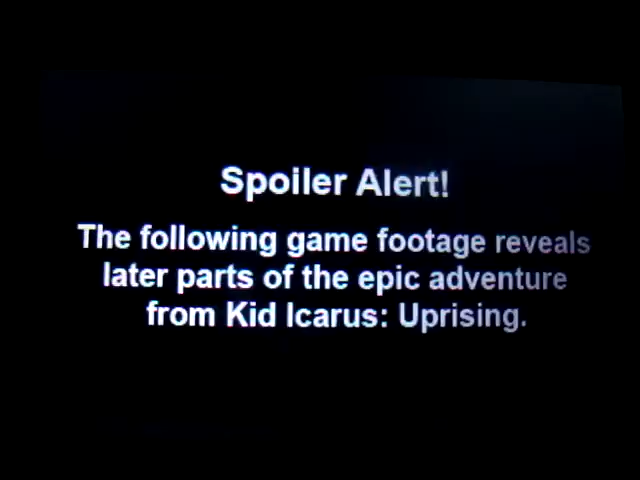 Spoiler Alert!
The following game footage reveals
later parts of the epic adventure
from Kid Icarus: Uprising.